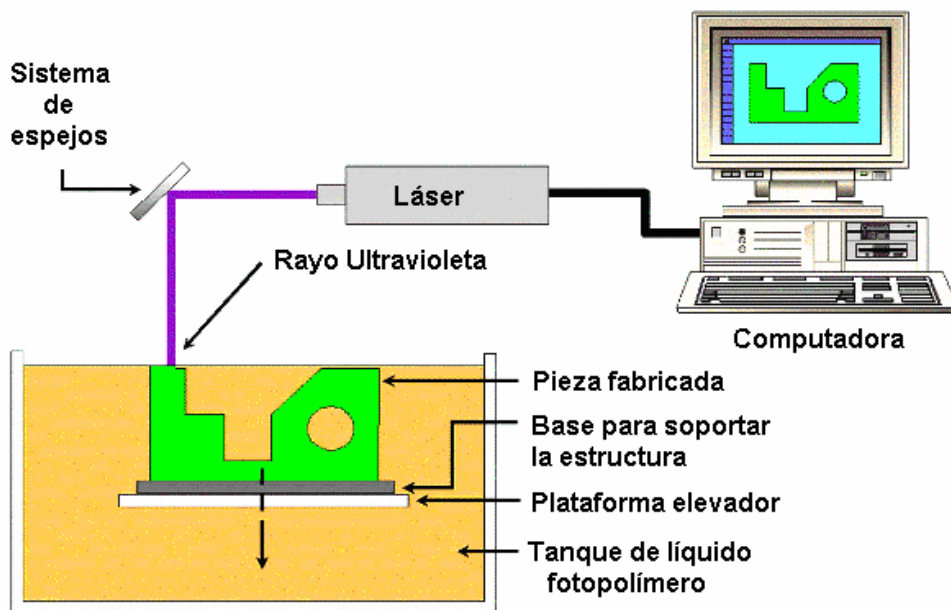 Sistema
de
espejos
Láser
Rayo Ultravioleta
Computadora
Pieza fabricada
Base para soportar
la estructura
Plataforma elevador
Tanque de líquido
fotopolímero